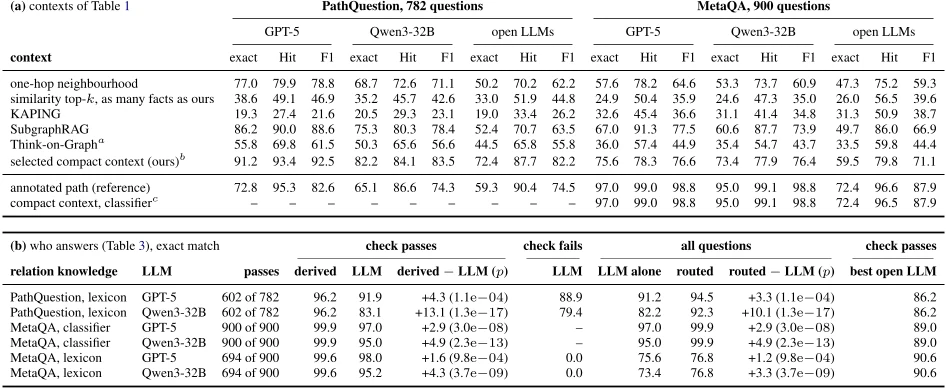 (a) contexts of Table 1 PathQuestion, 782 questions MetaQA, 900 questions
GPT-5 Qwen3-32B open LLMs GPT-5 Qwen3-32B open LLMs
context exact Hit F1 exact Hit F1 exact Hit F1 exact Hit F1 exact Hit F1 exact Hit F1
one-hop neighbourhood 77.0 79.9 78.8 68.7 72.6 71.1 50.2 70.2 62.2 57.6 78.2 64.6 53.3 73.7 60.9 47.3 75.2 59.3
similarity top-k, as many facts as ours 38.6 49.1 46.9 35.2 45.7 42.6 33.0 51.9 44.8 24.9 50.4 35.9 24.6 47.3 35.0 26.0 56.5 39.6
KAPING 19.3 27.4 21.6 20.5 29.3 23.1 19.0 33.4 26.2 32.6 45.4 36.6 31.1 41.4 34.8 31.3 50.9 38.7
SubgraphRAG 86.2 90.0 88.6 75.3 80.3 78.4 52.4 70.7 63.5 67.0 91.3 77.5 60.6 87.7 73.9 49.7 86.0 66.9
Think-on-Graph^a 55.8 69.8 61.5 50.3 65.6 56.6 44.5 65.8 55.8 36.0 57.4 44.9 35.4 54.7 43.7 33.5 59.8 44.4
selected compact context (ours)^b 91.2 93.4 92.5 82.2 84.1 83.5 72.4 87.7 82.2 75.6 78.3 76.6 73.4 77.9 76.4 59.5 79.8 71.1
annotated path (reference) 72.8 95.3 82.6 65.1 86.6 74.3 59.3 90.4 74.5 97.0 99.0 98.8 95.0 99.1 98.8 72.4 96.6 87.9
compact context, classifier^c – – – – – – – – – 97.0 99.0 98.8 95.0 99.1 98.8 72.4 96.5 87.9
(b) who answers (Table 3), exact match check passes check fails all questions check passes
relation knowledge LLM passes derived LLM derived − LLM (p) LLM LLM alone routed routed − LLM (p) best open LLM
PathQuestion, lexicon GPT-5 602 of 782 96.2 91.9 +4.3 (1.1e−04) 88.9 91.2 94.5 +3.3 (1.1e−04) 86.2
PathQuestion, lexicon Qwen3-32B 602 of 782 96.2 83.1 +13.1 (1.3e−17) 79.4 82.2 92.3 +10.1 (1.3e−17) 86.2
MetaQA, classifier GPT-5 900 of 900 99.9 97.0 +2.9 (3.0e−08) – 97.0 99.9 +2.9 (3.0e−08) 89.0
MetaQA, classifier Qwen3-32B 900 of 900 99.9 95.0 +4.9 (2.3e−13) – 95.0 99.9 +4.9 (2.3e−13) 89.0
MetaQA, lexicon GPT-5 694 of 900 99.6 98.0 +1.6 (9.8e−04) 0.0 75.6 76.8 +1.2 (9.8e−04) 90.6
MetaQA, lexicon Qwen3-32B 694 of 900 99.6 95.2 +4.3 (3.7e−09) 0.0 73.4 76.8 +3.3 (3.7e−09) 90.6